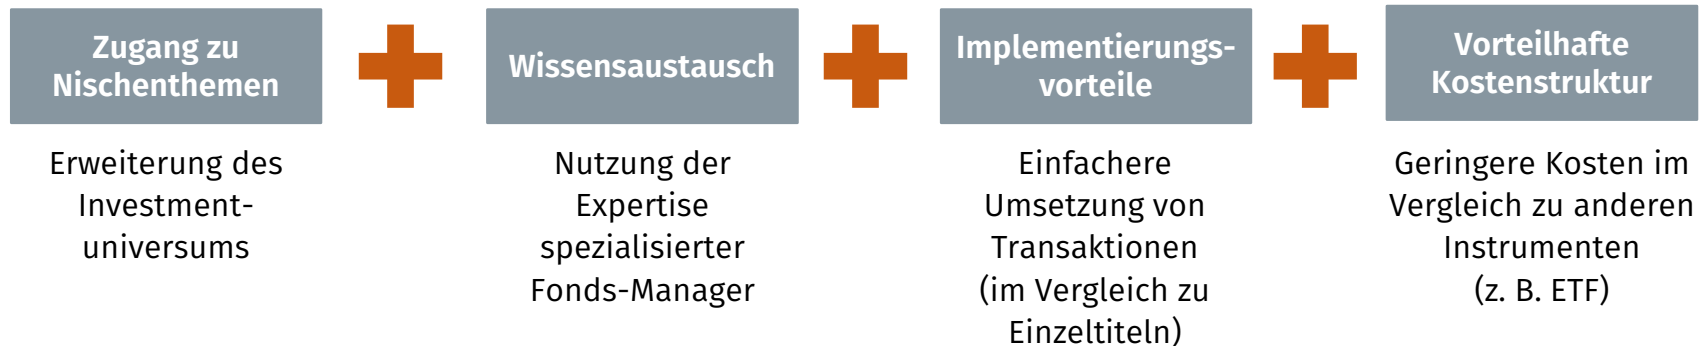 Zugang zu
Nischenthemen
Erweiterung des
Investment-
universums
Wissensaustausch
Nutzung der
Expertise
spezialisierter
Fonds-Manager
Implementierungs-
vorteile
Einfachere
Umsetzung von
Transaktionen
(im Vergleich zu
Einzeltiteln)
Vorteilhafte
Kostenstruktur
Geringere Kosten im
Vergleich zu anderen
Instrumenten
(z. B. ETF)